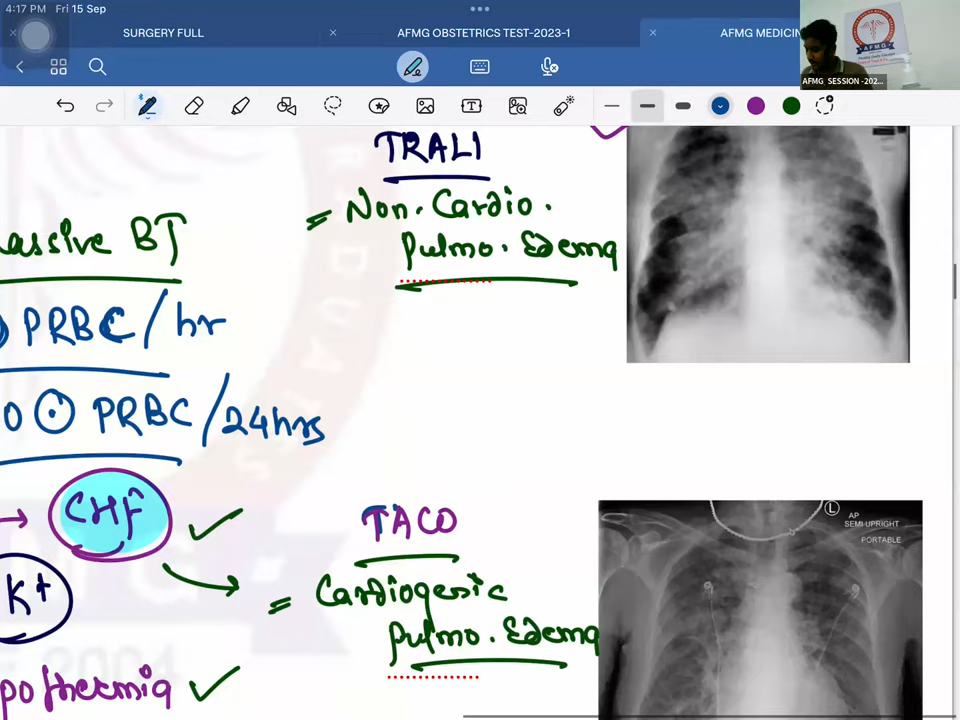 4:17 PM Fri 15 Sep
SURGERY FULL
AFMG OBSTETRICS TEST-2023-1
AFMG MEDICIN
AFMG
AFMG_SESSION -202...
TRALI
= Non. Cardio.
pulmo. Edema
assive BT
PRBC / hr
0 PRBC / 24hrs
CHF
TACO
K+
= Cardiogenic
pulmo. Edema
pothermia
L
AP
SEMI UPRIGHT
PORTABLE